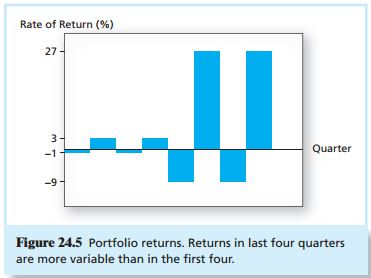 Rate of Return (%)
27
3
–1
–9
Quarter
Figure 24.5 Portfolio returns. Returns in last four quarters
are more variable than in the first four.